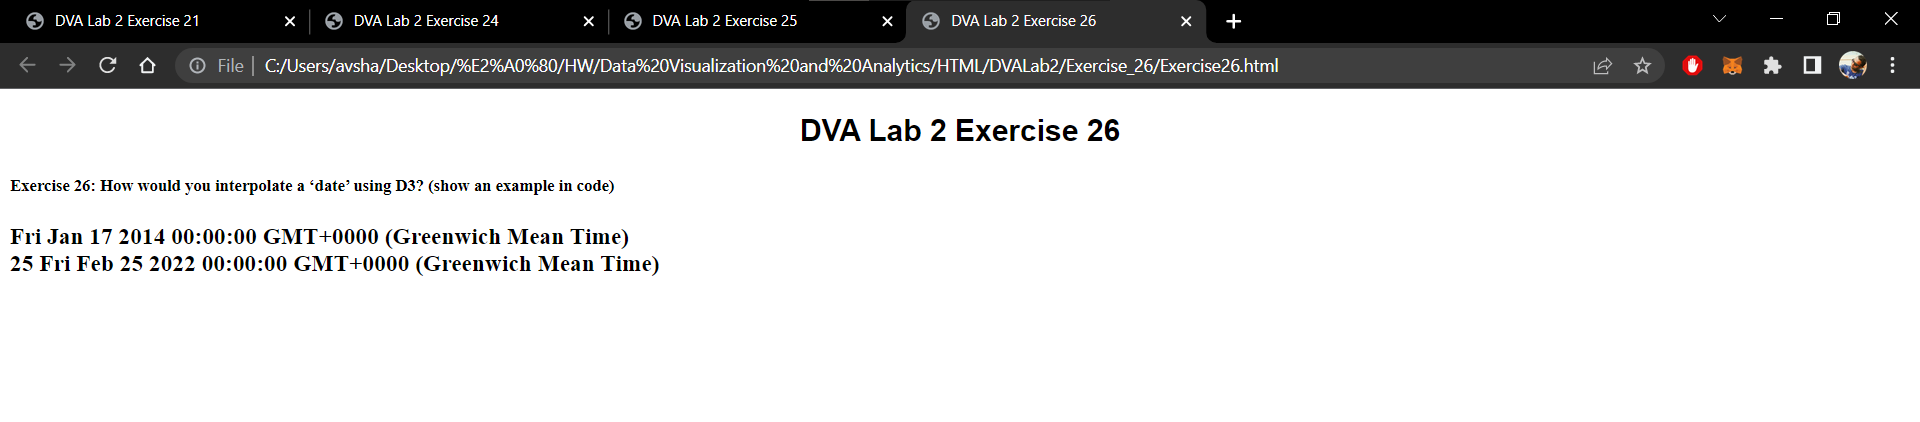 DVA Lab 2 Exercise 21
DVA Lab 2 Exercise 24
DVA Lab 2 Exercise 25
DVA Lab 2 Exercise 26
File
C:/Users/avsha/Desktop/%E2%A0%80/HW/Data%20Visualization%20and%20Analytics/HTML/DVALab2/Exercise_26/Exercise26.html
DVA Lab 2 Exercise 26
Exercise 26: How would you interpolate a ‘date’ using D3? (show an example in code)
Fri Jan 17 2014 00:00:00 GMT+0000 (Greenwich Mean Time)
25 Fri Feb 25 2022 00:00:00 GMT+0000 (Greenwich Mean Time)